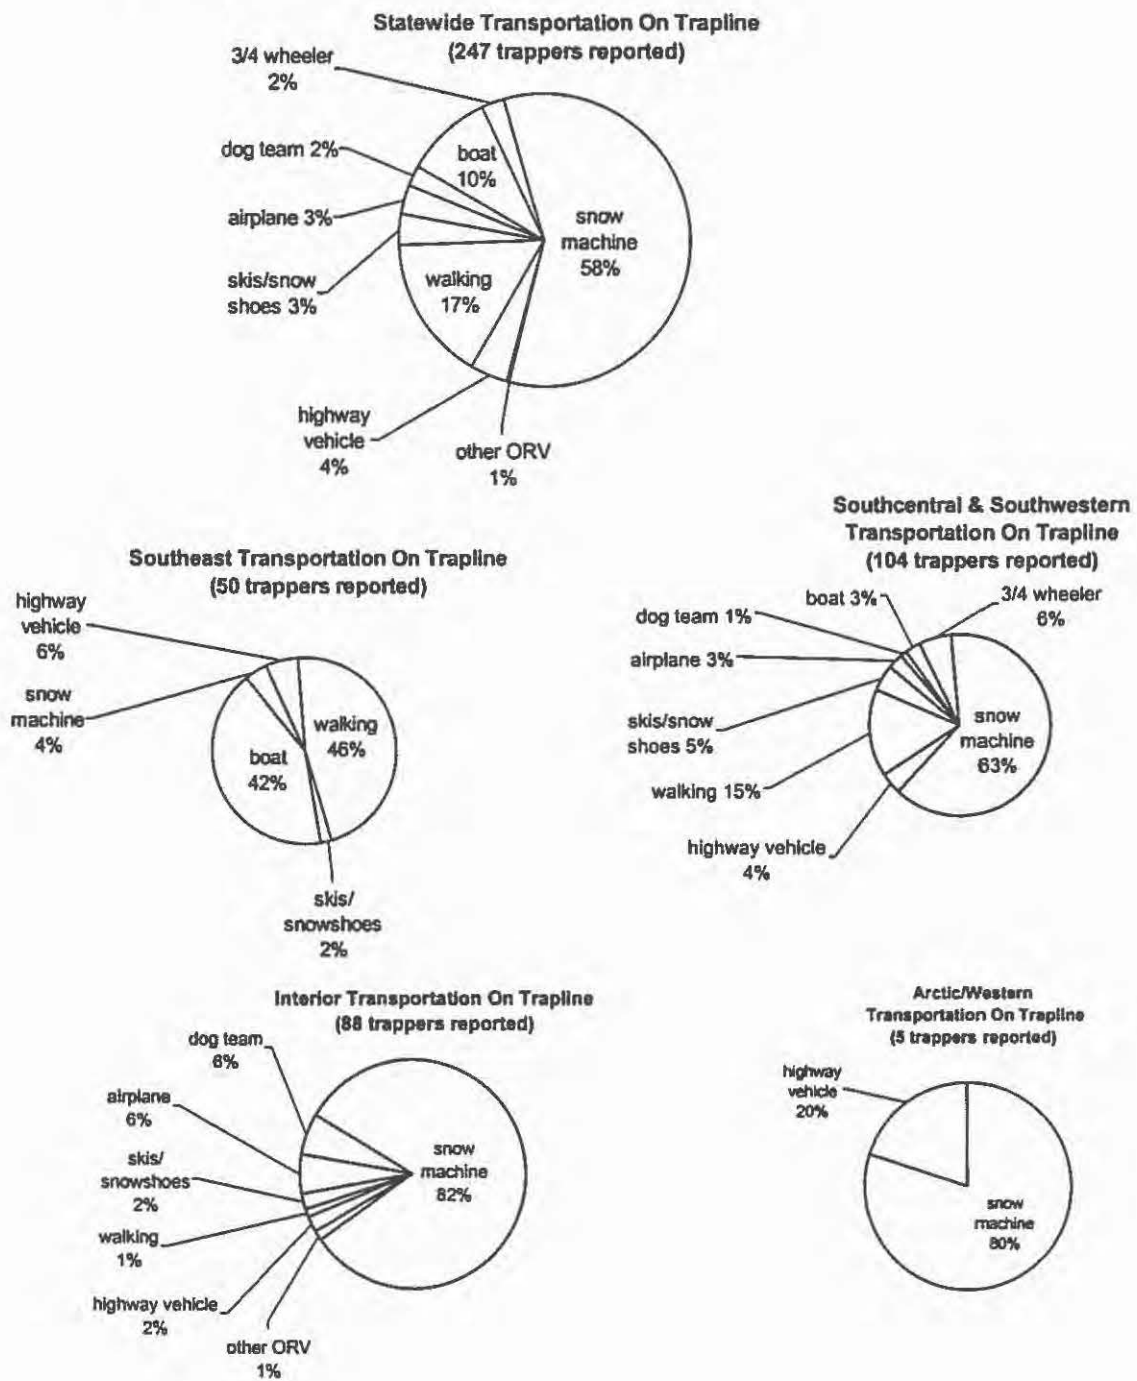 Statewide Transportation On Trapline
(247 trappers reported)
3/4 wheeler
2%
dog team 2%
boat
10%
airplane 3%
snow
machine
58%
skis/snow
shoes 3%
walking
17%
highway
vehicle
4%
other ORV
1%
Southeast Transportation On Trapline
(50 trappers reported)
highway
vehicle
6%
snow
machine
4%
walking
46%
boat
42%
skis/
snowshoes
2%
Southcentral & Southwestern
Transportation On Trapline
(104 trappers reported)
boat 3%
3/4 wheeler
6%
dog team 1%
airplane 3%
skis/snow
shoes 5%
snow
machine
63%
walking 15%
highway vehicle
4%
Interior Transportation On Trapline
(88 trappers reported)
dog team
6%
airplane
6%
skis/
snowshoes
2%
snow
machine
82%
walking
1%
highway vehicle
2%
other ORV
1%
Arctic/Western
Transportation On Trapline
(5 trappers reported)
highway
vehicle
20%
snow
machine
80%